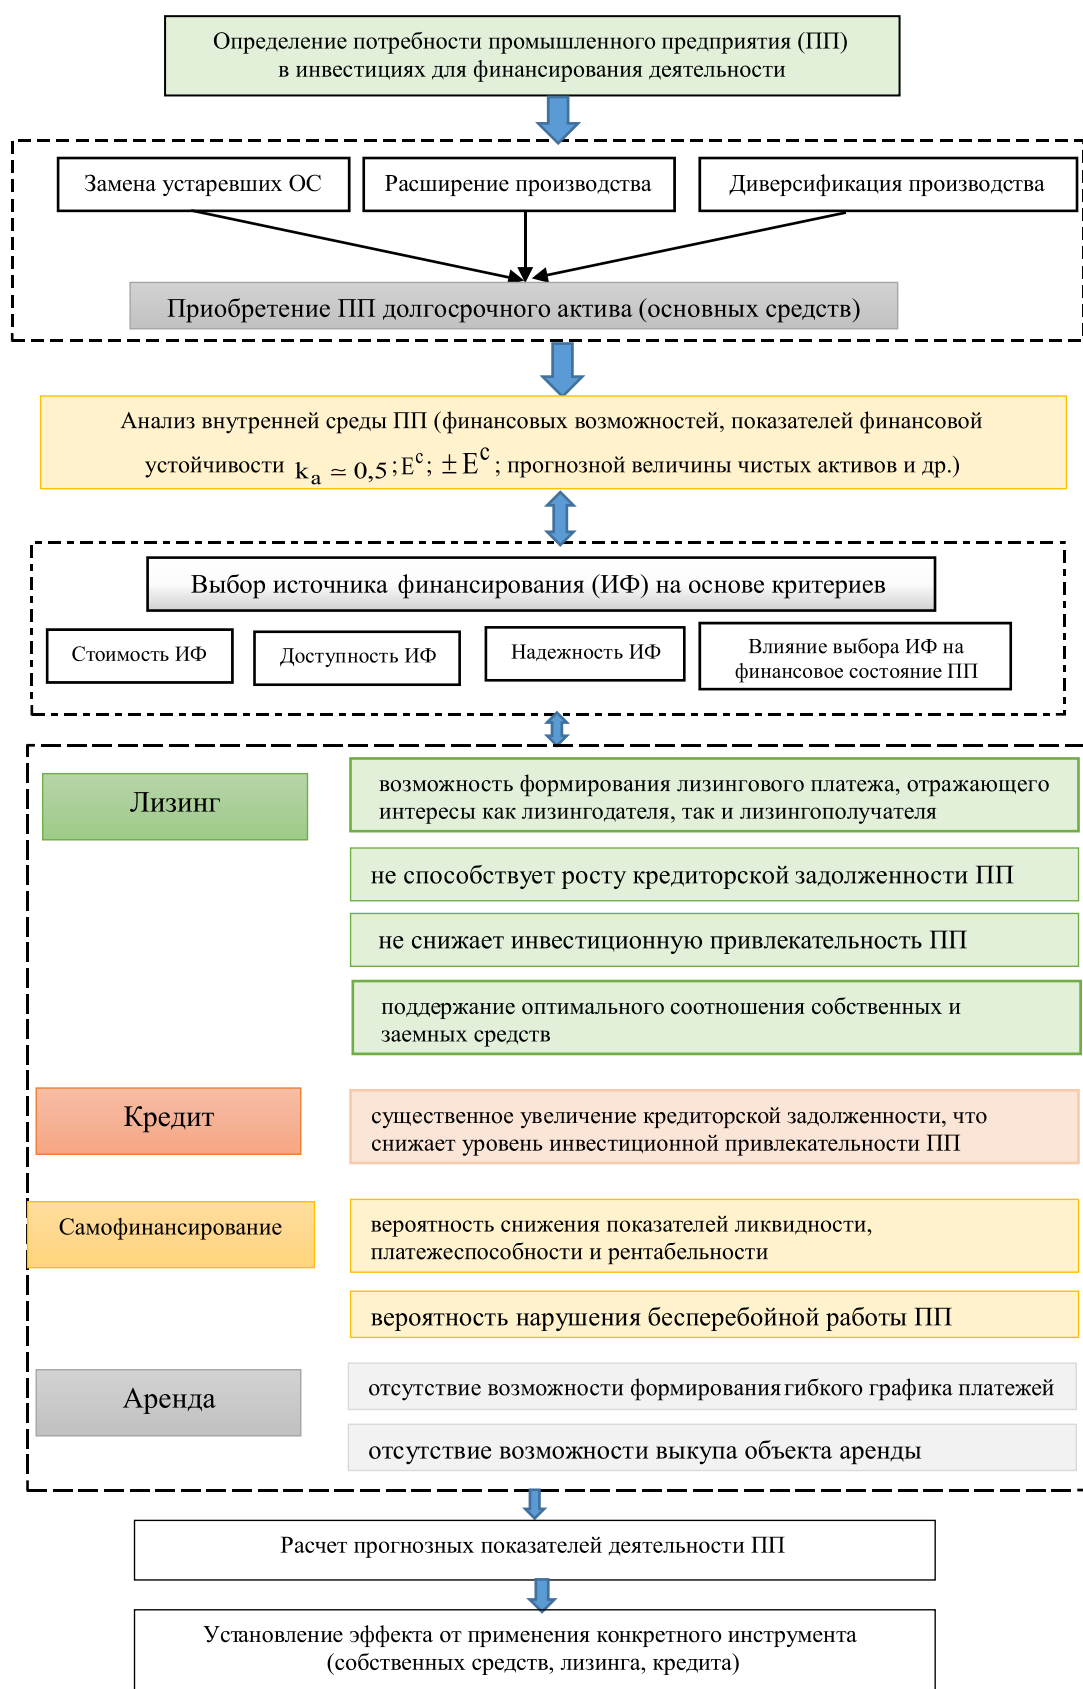 Определение потребности промышленного предприятия (ПП)
в инвестициях для финансирования деятельности
Замена устаревших ОС
Расширение производства
Диверсификация производства
Приобретение ПП долгосрочного актива (основных средств)
Анализ внутренней среды ПП (финансовых возможностей, показателей финансовой
устойчивости k_a ≃ 0,5; E^c; ± E^c; прогнозной величины чистых активов и др.)
Выбор источника финансирования (ИФ) на основе критериев
Стоимость ИФ
Доступность ИФ
Надежность ИФ
Влияние выбора ИФ на
финансовое состояние ПП
Лизинг
возможность формирования лизингового платежа, отражающего
интересы как лизингодателя, так и лизингополучателя
не способствует росту кредиторской задолженности ПП
не снижает инвестиционную привлекательность ПП
поддержание оптимального соотношения собственных и
заемных средств
Кредит
существенное увеличение кредиторской задолженности, что
снижает уровень инвестиционной привлекательности ПП
Самофинансирование
вероятность снижения показателей ликвидности,
платежеспособности и рентабельности
вероятность нарушения бесперебойной работы ПП
Аренда
отсутствие возможности формирования гибкого графика платежей
отсутствие возможности выкупа объекта аренды
Расчет прогнозных показателей деятельности ПП
Установление эффекта от применения конкретного инструмента
(собственных средств, лизинга, кредита)